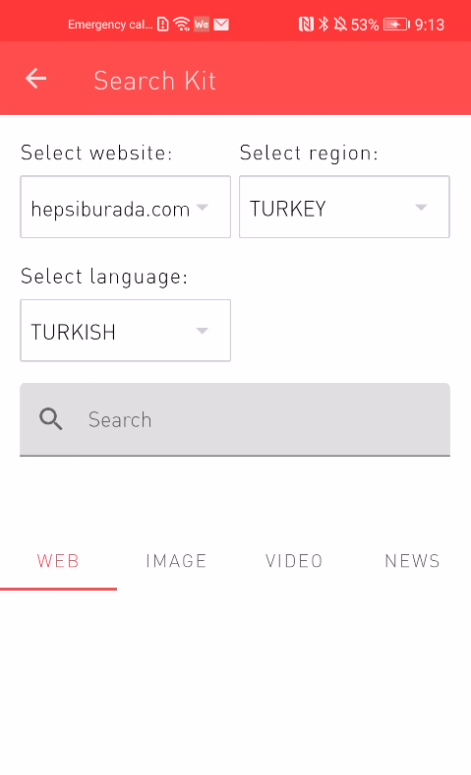 Emergency cal... We 53% 9:13
Search Kit
Select website: Select region:
hepsiburada.com TURKEY
Select language:
TURKISH
Search
WEB IMAGE VIDEO NEWS